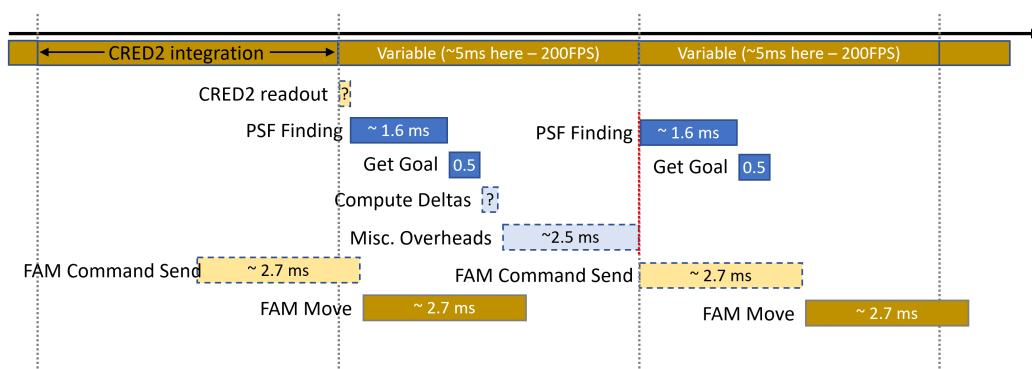 CRED2 integration
Variable (~5ms here – 200FPS)
Variable (~5ms here – 200FPS)
CRED2 readout
?
PSF Finding
~ 1.6 ms
PSF Finding
~ 1.6 ms
Get Goal
0.5
Get Goal
0.5
Compute Deltas
?
Misc. Overheads
~2.5 ms
FAM Command Send
~ 2.7 ms
FAM Command Send
~ 2.7 ms
FAM Move
~ 2.7 ms
FAM Move
~ 2.7 ms